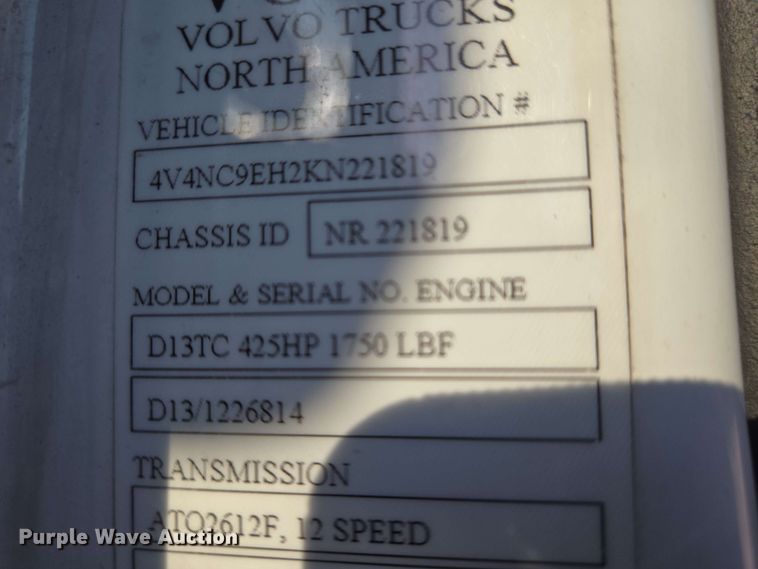 VOLVO TRUCKS
NORTH AMERICA
VEHICLE IDENTIFICATION #
4V4NC9EH2KN221819
CHASSIS ID NR 221819
MODEL & SERIAL NO. ENGINE
D13TC 425HP 1750 LBF
D13/1226814
TRANSMISSION
ATO2612F, 12 SPEED
Purple Wave Auction